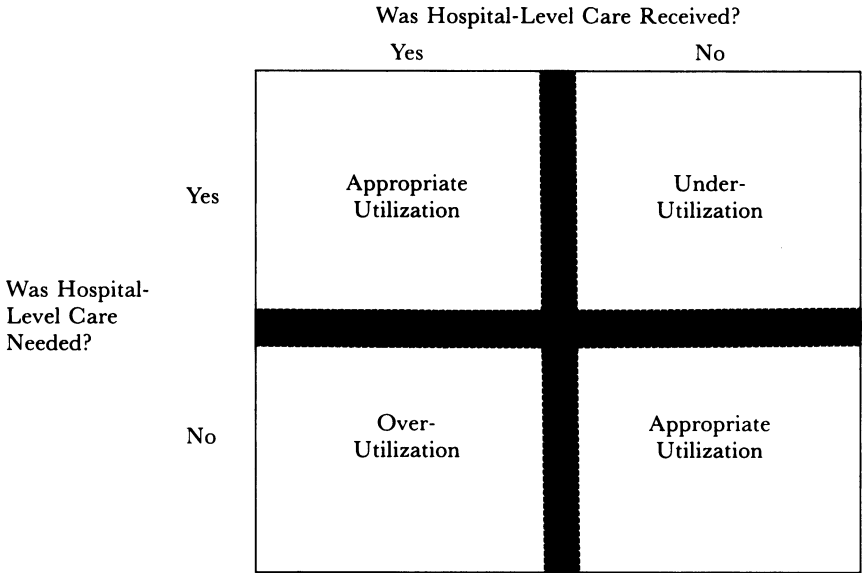 Was Hospital-Level Care Received?
Yes
No
Yes
Appropriate
Utilization
Under-
Utilization
Was Hospital-
Level Care
Needed?
No
Over-
Utilization
Appropriate
Utilization